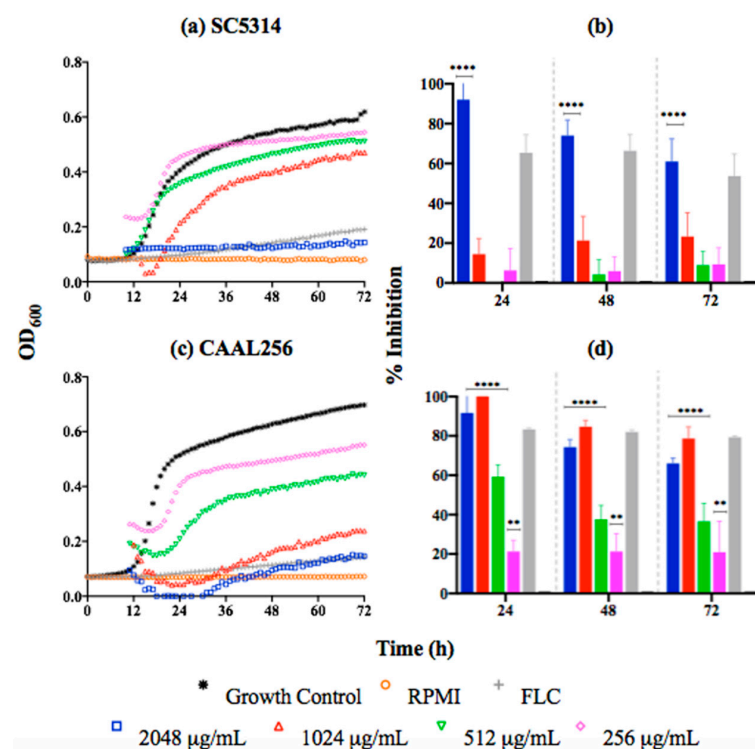 (a) SC5314
(b)
0.8
0.6
0.4
0.2
0.0
0 12 24 36 48 60 72
100
80
60
40
20
0
**** **** ****
24 48 72
OD600
% Inhibition
(c) CAAL256
(d)
0.8
0.6
0.4
0.2
0.0
0 12 24 36 48 60 72
100
80
60
40
20
0
**** **** ****
** ** **
24 48 72
Time (h)
Growth Control RPMI FLC
2048 µg/mL 1024 µg/mL 512 µg/mL 256 µg/mL